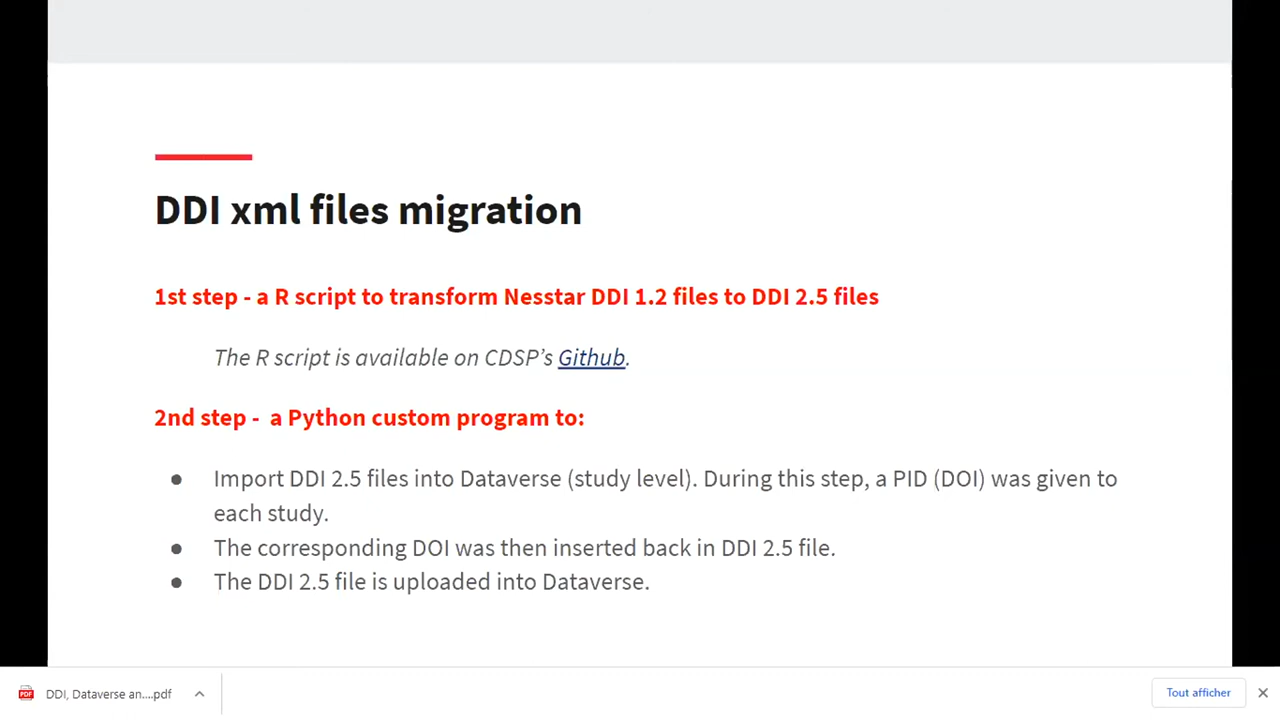 DDI xml files migration
1st step - a R script to transform Nesstar DDI 1.2 files to DDI 2.5 files
The R script is available on CDSP's Github.
2nd step - a Python custom program to:
● Import DDI 2.5 files into Dataverse (study level). During this step, a PID (DOI) was given to
each study.
● The corresponding DOI was then inserted back in DDI 2.5 file.
● The DDI 2.5 file is uploaded into Dataverse.
PDF DDI, Dataverse an....pdf
Tout afficher